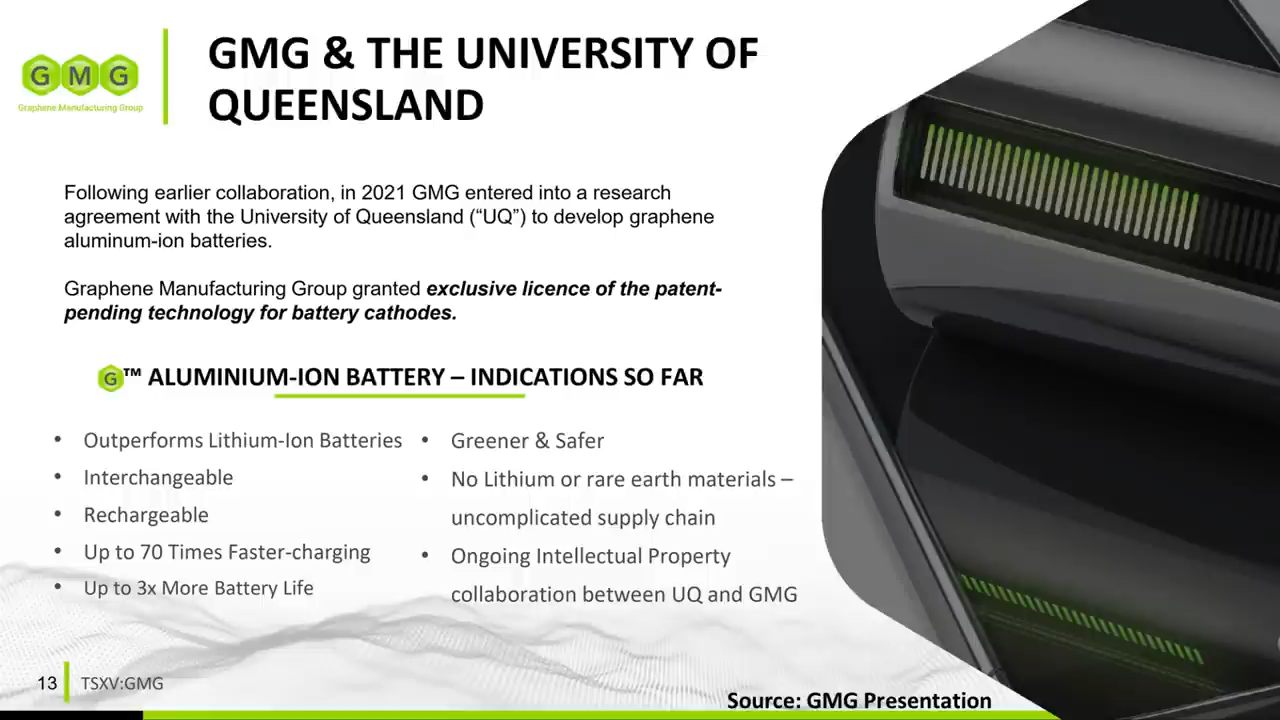 GMG
Graphene Manufacturing Group
GMG & THE UNIVERSITY OF
QUEENSLAND
Following earlier collaboration, in 2021 GMG entered into a research
agreement with the University of Queensland (“UQ”) to develop graphene
aluminum-ion batteries.
Graphene Manufacturing Group granted exclusive licence of the patent-
pending technology for battery cathodes.
G™ ALUMINIUM-ION BATTERY – INDICATIONS SO FAR
• Outperforms Lithium-Ion Batteries
• Interchangeable
• Rechargeable
• Up to 70 Times Faster-charging
• Up to 3x More Battery Life
• Greener & Safer
• No Lithium or rare earth materials –
uncomplicated supply chain
• Ongoing Intellectual Property
collaboration between UQ and GMG
13 TSXV:GMG
Source: GMG Presentation